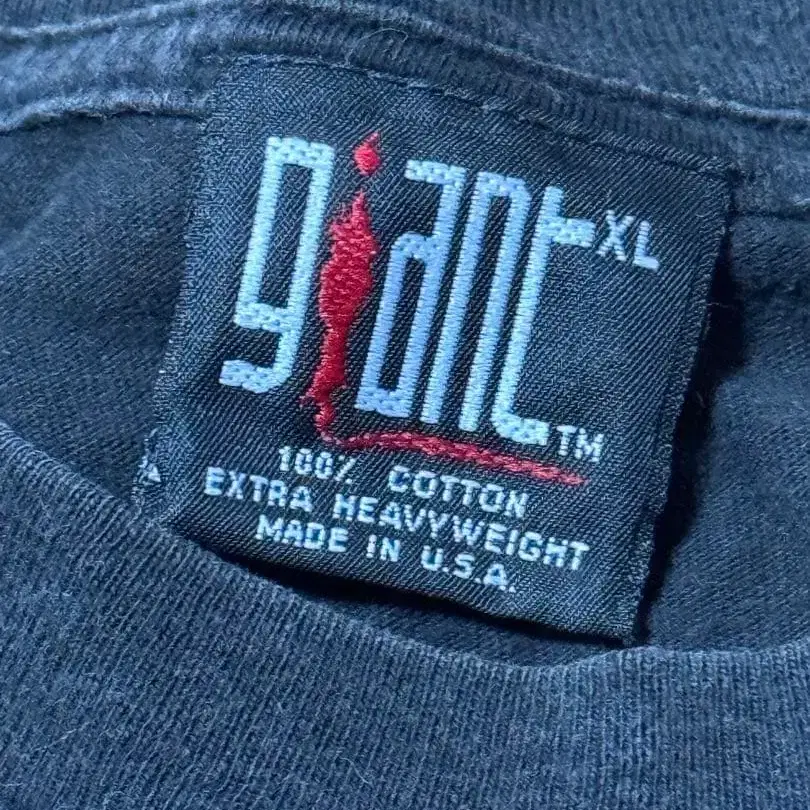 giant XL
TM
100% COTTON
EXTRA HEAVYWEIGHT
MADE IN U.S.A.